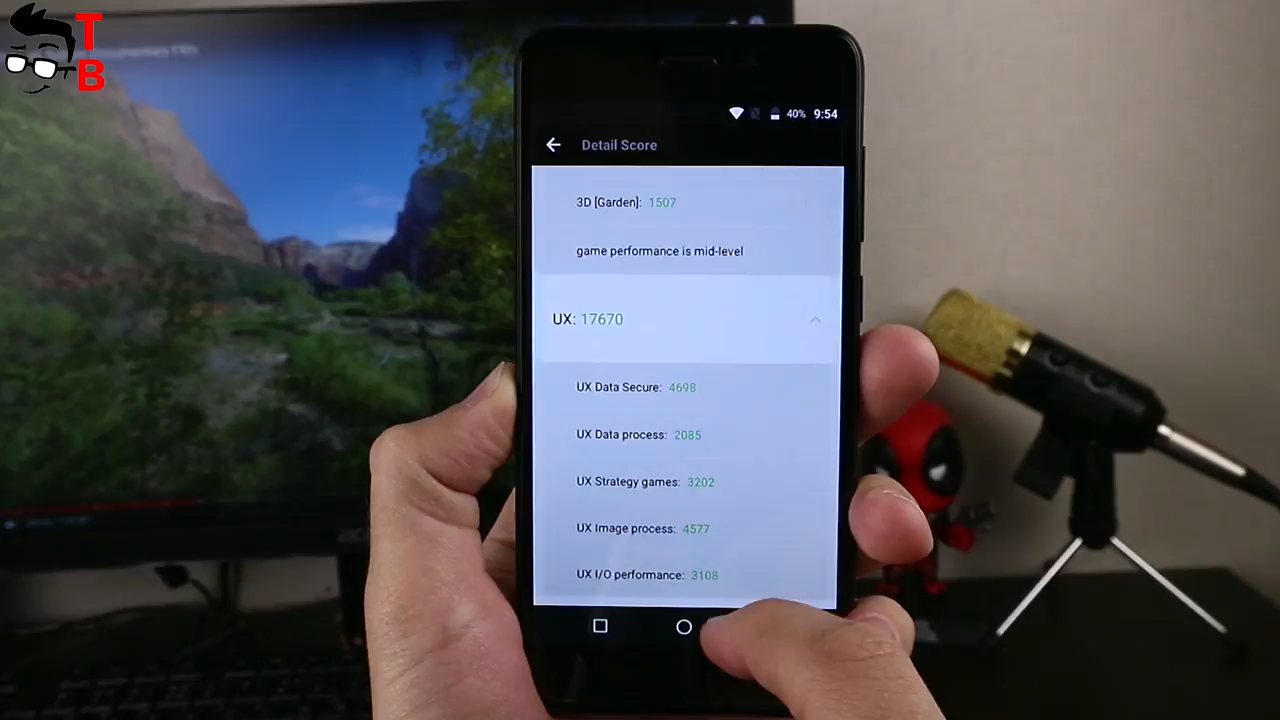 T
B
40% 9:54
Detail Score
3D [Garden]: 1507
game performance is mid-level
UX: 17670
UX Data Secure: 4698
UX Data process: 2085
UX Strategy games: 3202
UX Image process: 4577
UX I/O performance: 3108